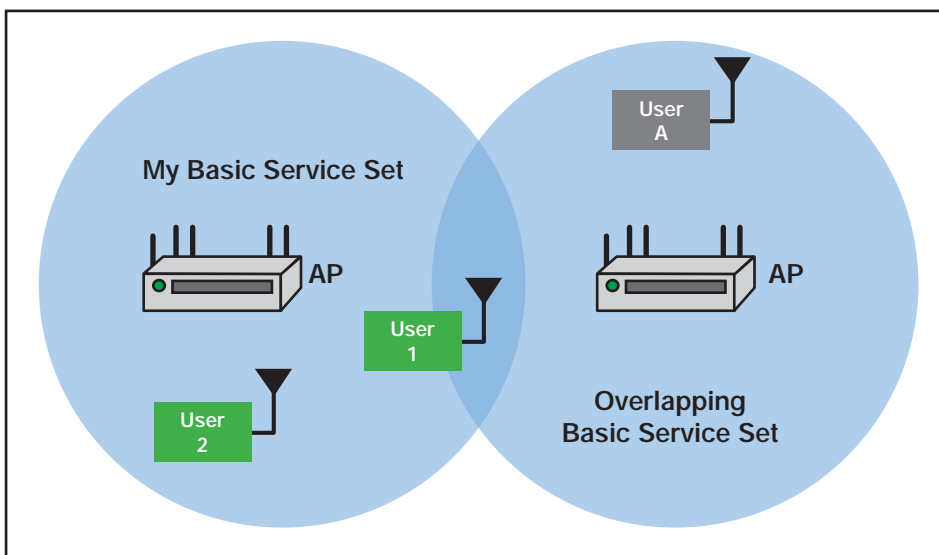 My Basic Service Set
AP
User
1
User
2
User
A
AP
Overlapping
Basic Service Set